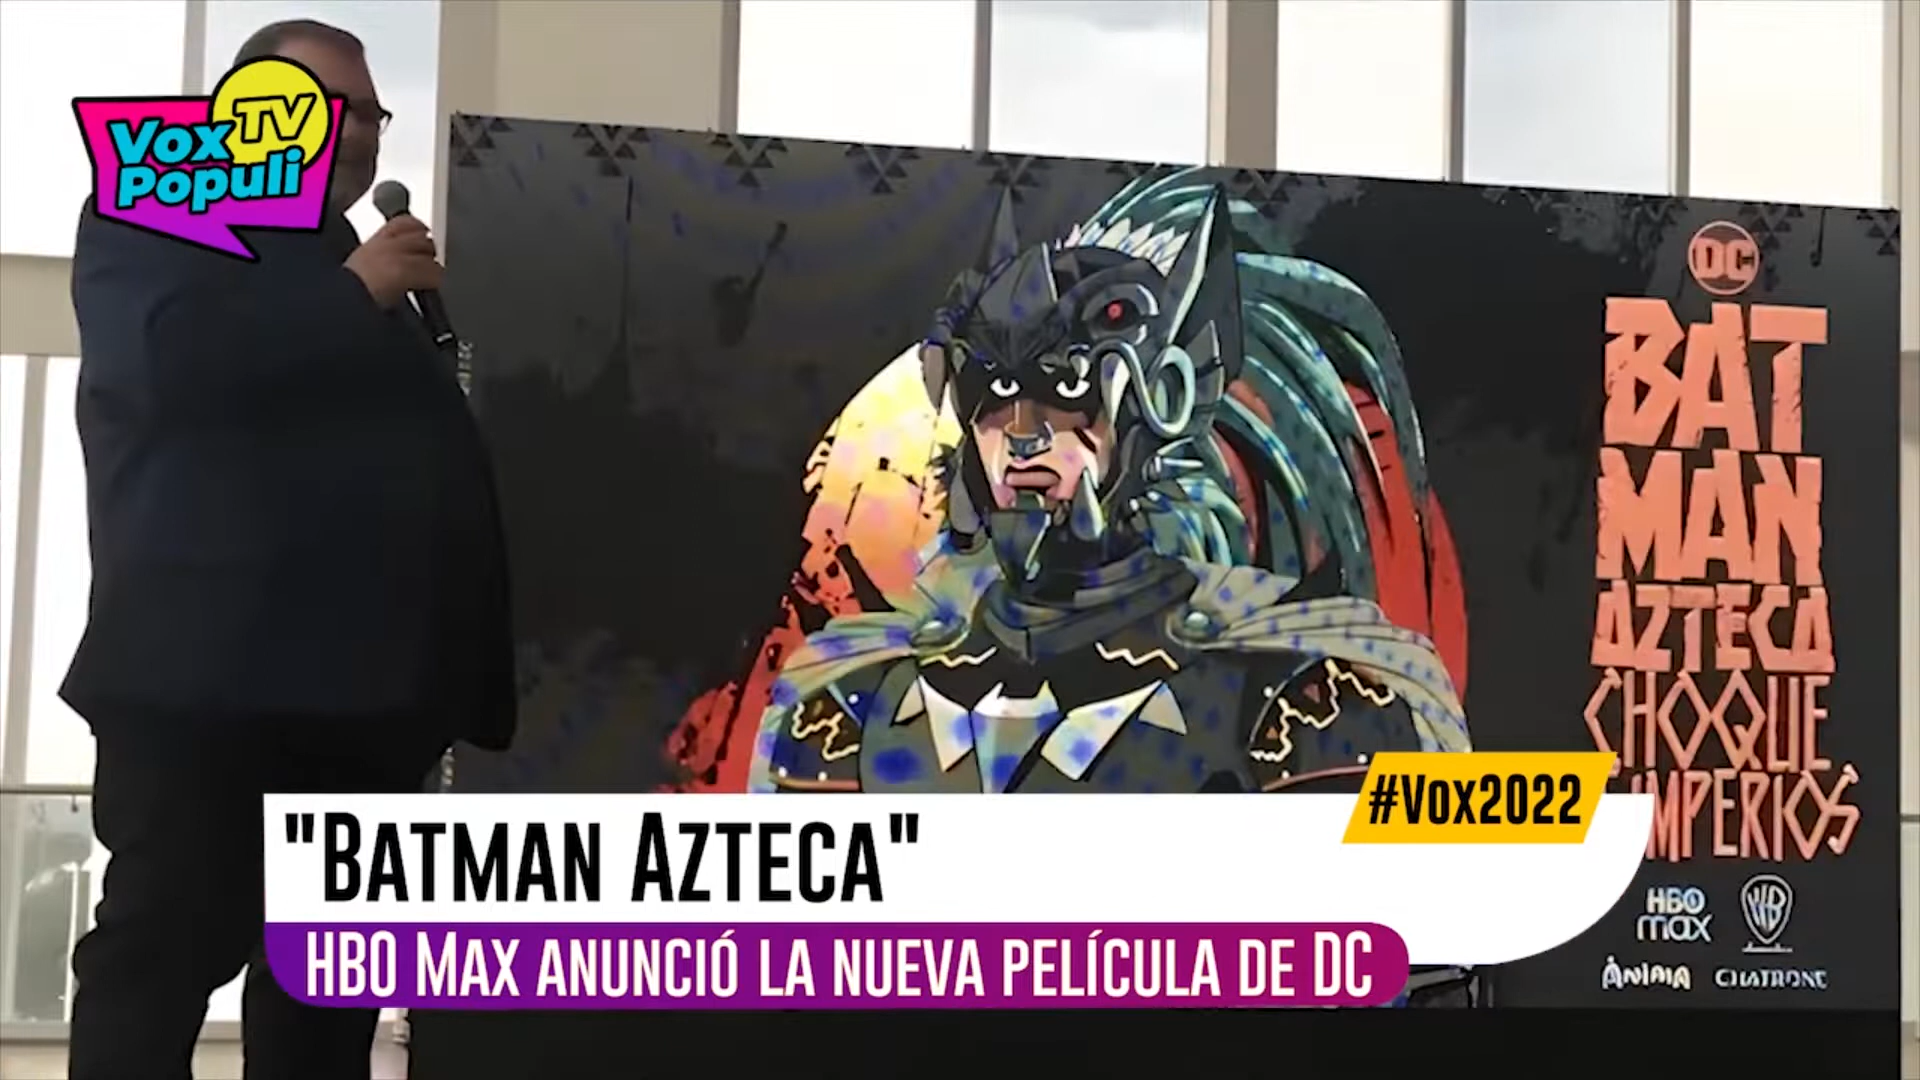 Vox TV
Populi
DC
BAT
MAN
AZTECA
CHOQUE
IMPERIOS
#Vox2022
"BATMAN AZTECA"
HBO MAX ANUNCIÓ LA NUEVA PELÍCULA DE DC
HBO
max
WB
ÁNIMA
CHATRONE